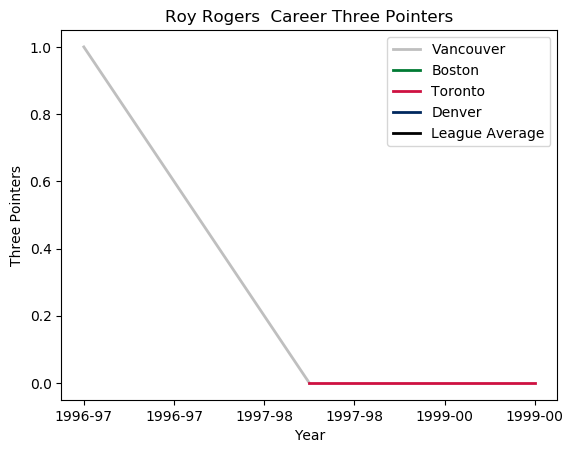 Roy Rogers  Career Three Pointers
Three Pointers
1.0
0.8
0.6
0.4
0.2
0.0
Vancouver
Boston
Toronto
Denver
League Average
1996-97 1996-97 1997-98 1997-98 1999-00 1999-00
Year